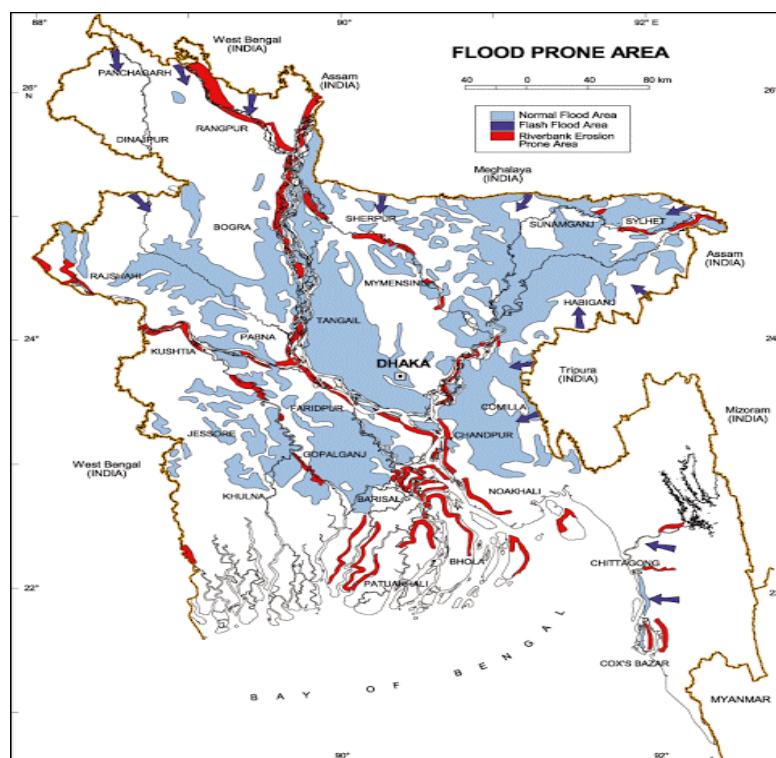 88
90
92 E
West Bengal
(INDIA)
FLOOD PRONE AREA
26°
N
PANCHAGARH
Assam
(INDIA)
40 0 40 80 km
26°
Normal Flood Area
Flash Flood Area
Riverbank Erosion
Prone Area
DINAJPUR
RANGPUR
Meghalaya
(INDIA)
SHERPUR
SUNAMGANJ
SYLHET
BOGRA
Assam
(INDIA)
RAJSHAHI
MYMENSIN
HABIGANJ
TANGAIL
24°
PABNA
24°
KUSHTIA
DHAKA
Tripura
(INDIA)
FARIDPUR
COMILLA
Mizoram
(INDIA)
JESSORE
CHANDPUR
West Bengal
(INDIA)
GOPALGANJ
KHULNA
BARISAL
NOAKHALI
22°
BHOLA
CHITTAGONG
PATUAKHALI
COX'S BAZAR
BAY OF BENGAL
MYANMAR
90
92